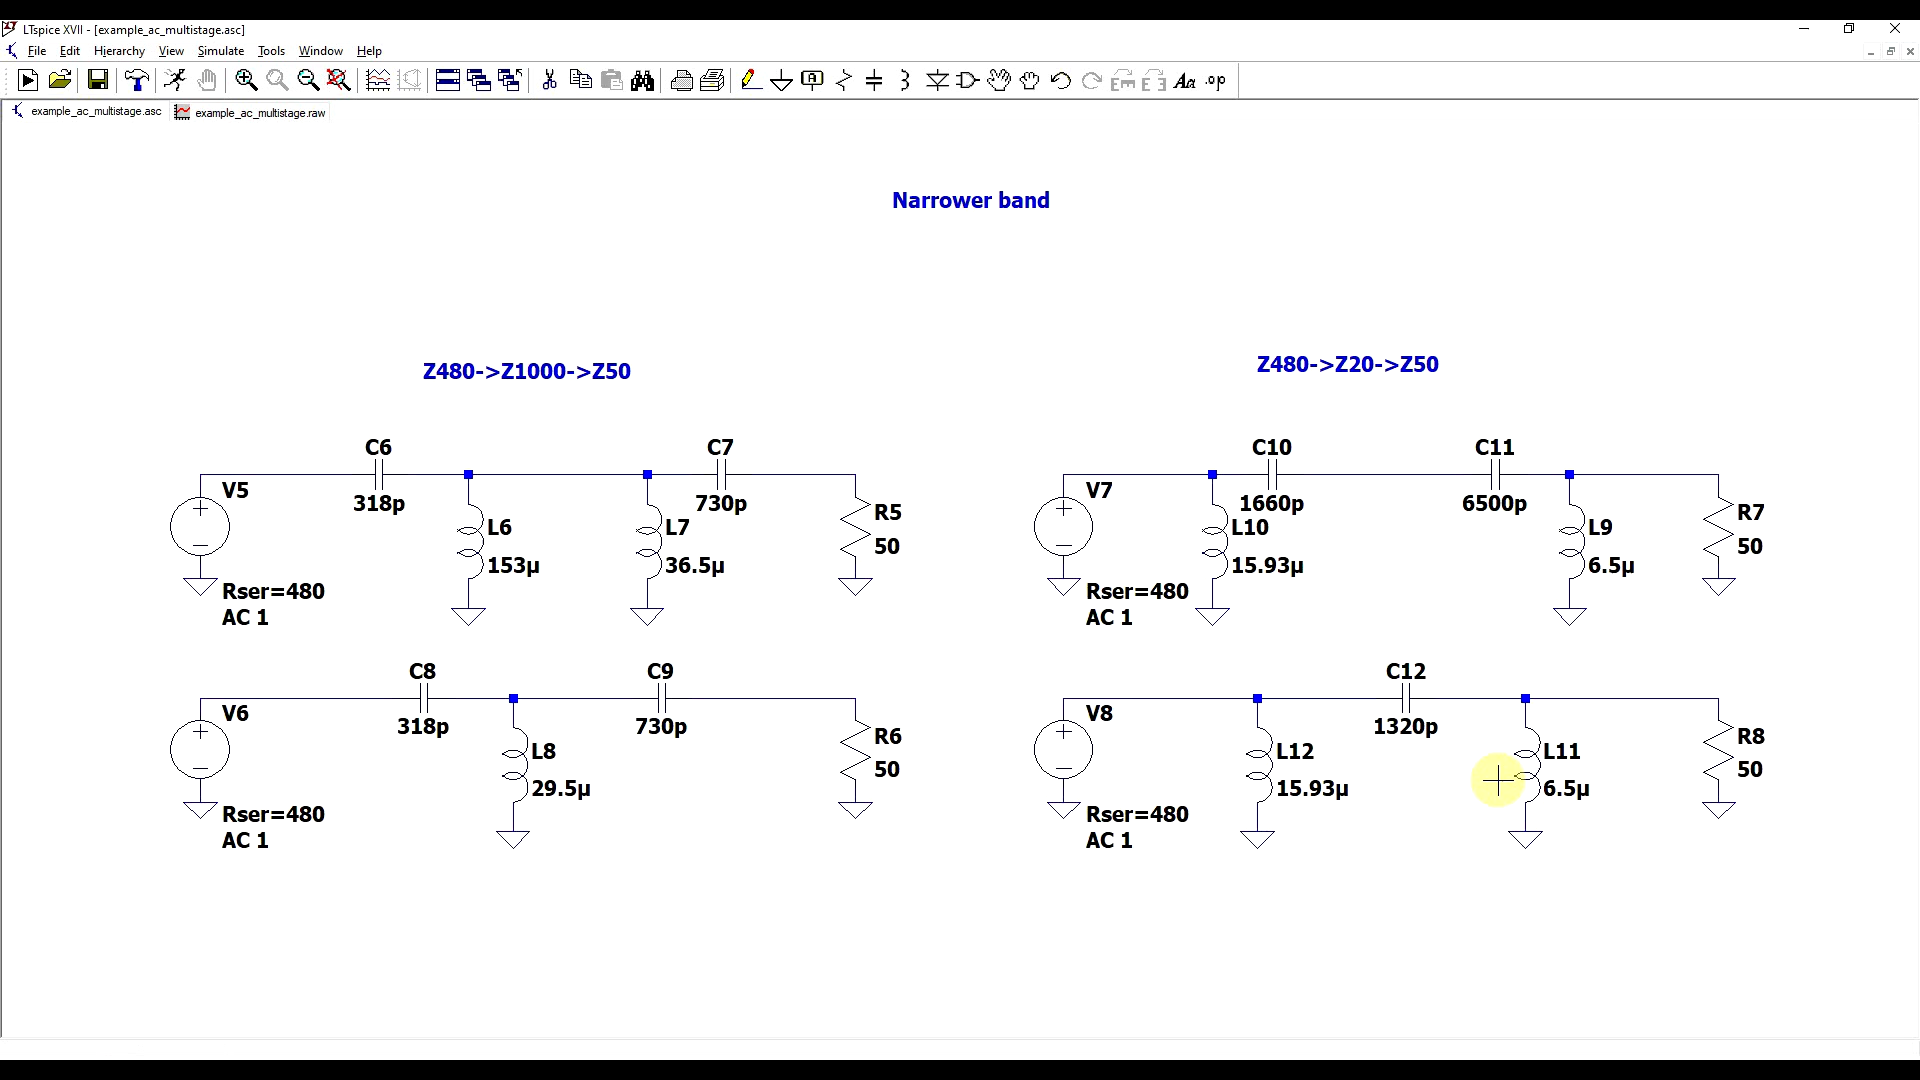 LTspice XVII - [example_ac_multistage.asc]
File Edit Hierarchy View Simulate Tools Window Help
example_ac_multistage.asc example_ac_multistage.raw
Narrower band
Z480->Z1000->Z50
Z480->Z20->Z50
C6
C7
V5
318p
730p
L6
L7
R5
153µ
36.5µ
50
Rser=480
AC 1
C10
C11
V7
1660p
6500p
L10
L9
R7
15.93µ
6.5µ
50
Rser=480
AC 1
C8
C9
V6
318p
730p
L8
R6
29.5µ
50
Rser=480
AC 1
C12
V8
1320p
L12
L11
R8
15.93µ
6.5µ
50
Rser=480
AC 1